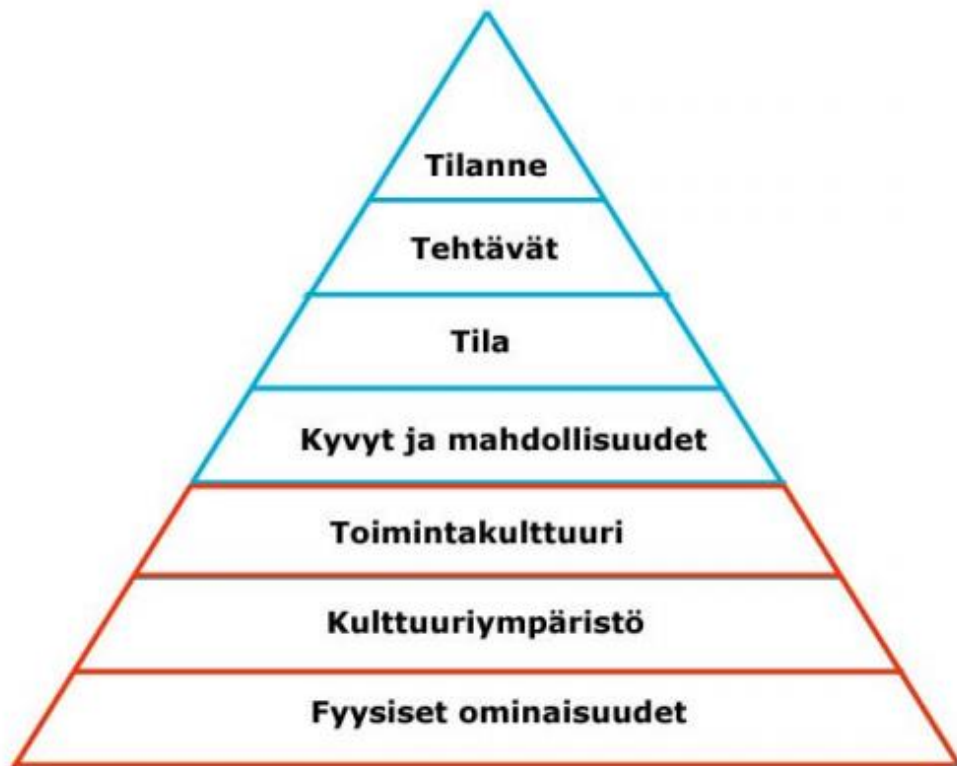 Tilanne
Tehtävät
Tila
Kyvyt ja mahdollisuudet
Toimintakulttuuri
Kulttuuriympäristö
Fyysiset ominaisuudet